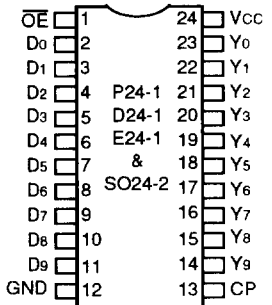 OE 1 24 Vcc
D0 2 23 Y0
D1 3 22 Y1
D2 4 P24-1 21 Y2
D3 5 D24-1 20 Y3
D4 6 E24-1 19 Y4
D5 7 & 18 Y5
D6 8 SO24-2 17 Y6
D7 9 16 Y7
D8 10 15 Y8
D9 11 14 Y9
GND 12 13 CP